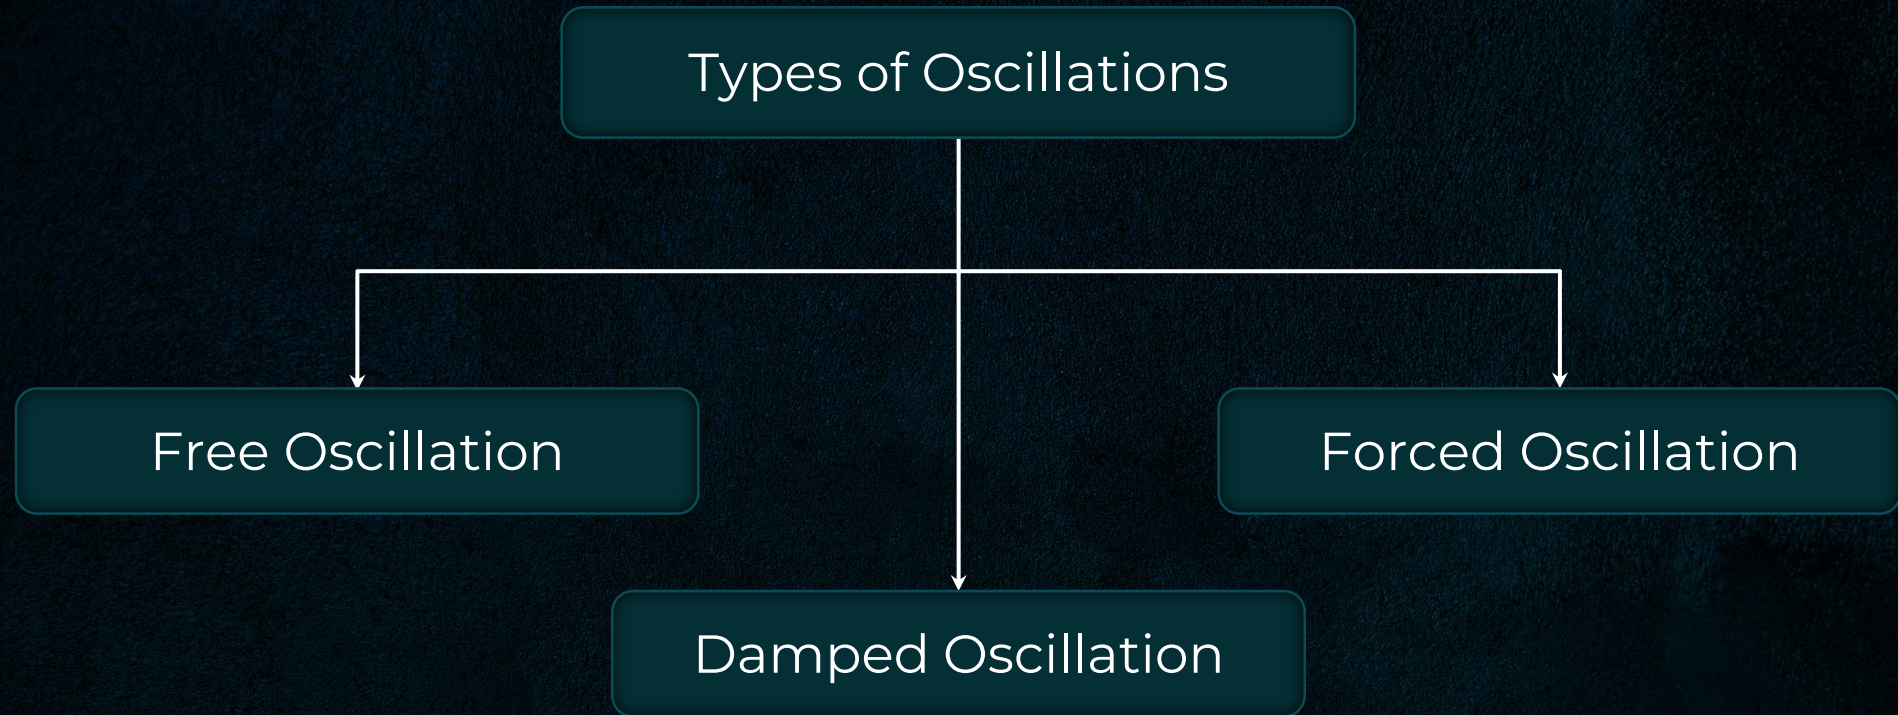 Types of Oscillations
Free Oscillation
Forced Oscillation
Damped Oscillation